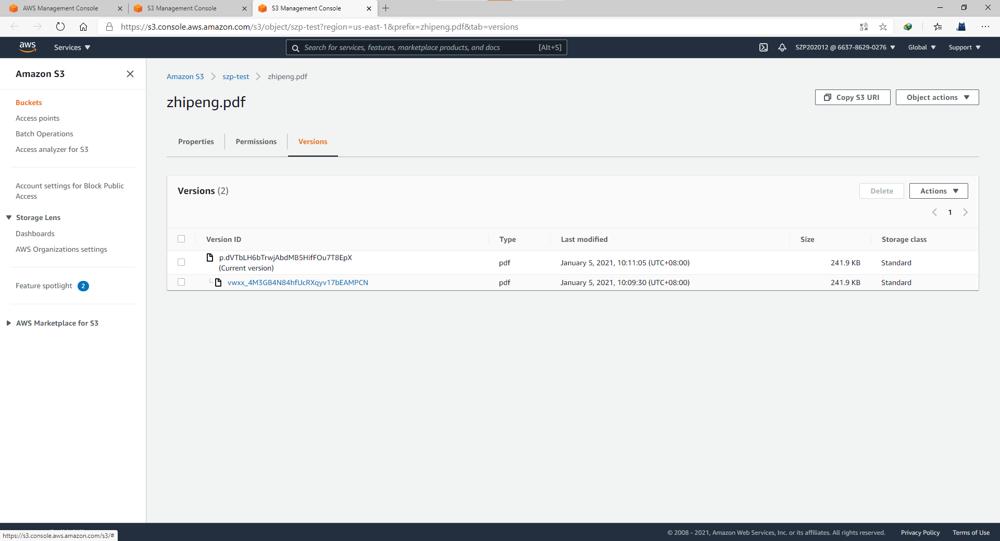 AWS Management Console
S3 Management Console
S3 Management Console
https://s3.console.aws.amazon.com/s3/object/szp-test?region=us-east-1&prefix=zhipeng.pdf&tab=versions
aws
Services
Search for services, features, marketplace products, and docs
[Alt+S]
SZP202012 @ 6637-8629-0276
Global
Support
Amazon S3
Buckets
Access points
Batch Operations
Access analyzer for S3
Account settings for Block Public
Access
Storage Lens
Dashboards
AWS Organizations settings
Feature spotlight 2
AWS Marketplace for S3
Amazon S3 > szp-test > zhipeng.pdf
zhipeng.pdf
Copy S3 URI
Object actions
Properties
Permissions
Versions
Versions (2)
Delete
Actions
1
Version ID Type Last modified Size Storage class
p.dVTbLH6bTrwjAbdMB5HifFOu7T8EpX
(Current version)
pdf January 5, 2021, 10:11:05 (UTC+08:00) 241.9 KB Standard
vwxx_4M3GB4N84hfUcRXqyv17bEAMPCN pdf January 5, 2021, 10:09:30 (UTC+08:00) 241.9 KB Standard
https://s3.console.aws.amazon.com/s3/#
© 2008 - 2021, Amazon Web Services, Inc. or its affiliates. All rights reserved.
Privacy Policy
Terms of Use